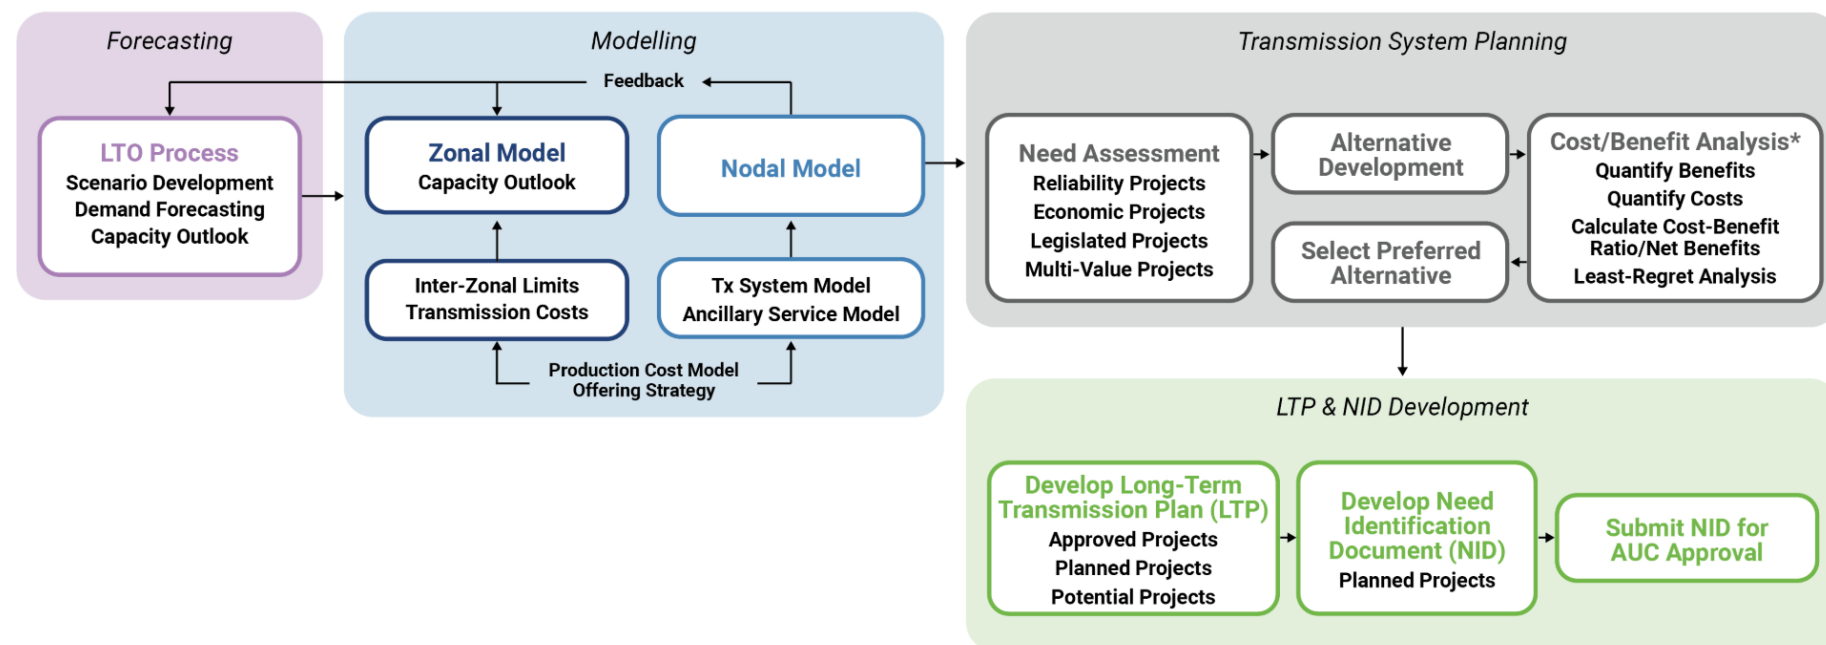 Forecasting
LTO Process
Scenario Development
Demand Forecasting
Capacity Outlook
Modelling
Feedback
Zonal Model
Capacity Outlook
Nodal Model
Inter-Zonal Limits
Transmission Costs
Tx System Model
Ancillary Service Model
Production Cost Model
Offering Strategy
Transmission System Planning
Need Assessment
Reliability Projects
Economic Projects
Legislated Projects
Multi-Value Projects
Alternative
Development
Cost/Benefit Analysis*
Quantify Benefits
Quantify Costs
Calculate Cost-Benefit
Ratio/Net Benefits
Least-Regret Analysis
Select Preferred
Alternative
LTP & NID Development
Develop Long-Term
Transmission Plan (LTP)
Approved Projects
Planned Projects
Potential Projects
Develop Need
Identification
Document (NID)
Planned Projects
Submit NID for
AUC Approval